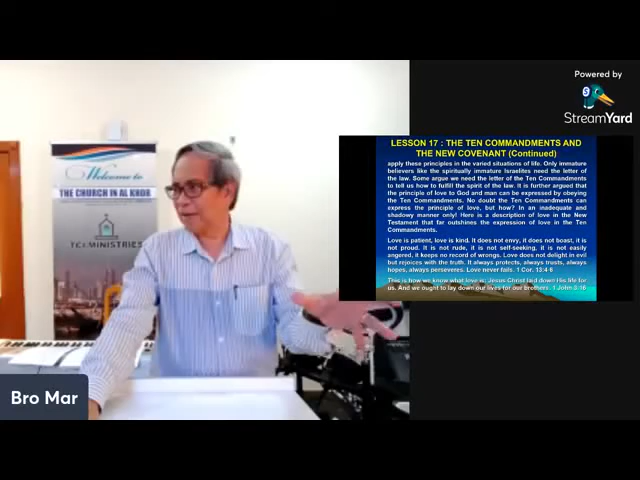 Powered by
StreamYard
LESSON 17 : THE TEN COMMANDMENTS AND
THE NEW COVENANT (Continued)
apply these principles in the varied situations of life. Only immature
believers like the spiritually immature Israelites need the letter of
the law. Some argue we need the letter of the Ten Commandments
to tell us how to fulfill the spirit of the law. It is further argued that
the principle of love to God and man can be expressed by obeying
the Ten Commandments. No doubt the Ten Commandments can
express the principle of love, but how? In an inadequate and
shadowy manner only! Here is a description of love in the New
Testament that far outshines the expression of love in the Ten
Commandments.
Love is patient, love is kind. It does not envy, it does not boast, it is
not proud. It is not rude, it is not self-seeking, it is not easily
angered, it keeps no record of wrongs. Love does not delight in evil
but rejoices with the truth. It always protects, always trusts, always
hopes, always perseveres. Love never fails. 1 Cor. 13:4-8
This is how we know what love is: Jesus Christ laid down His life for
us. And we ought to lay down our lives for our brothers. 1 John 3:16
Welcome to
THE CHURCH IN AL KHOR
MINISTRIES
Bro Mar